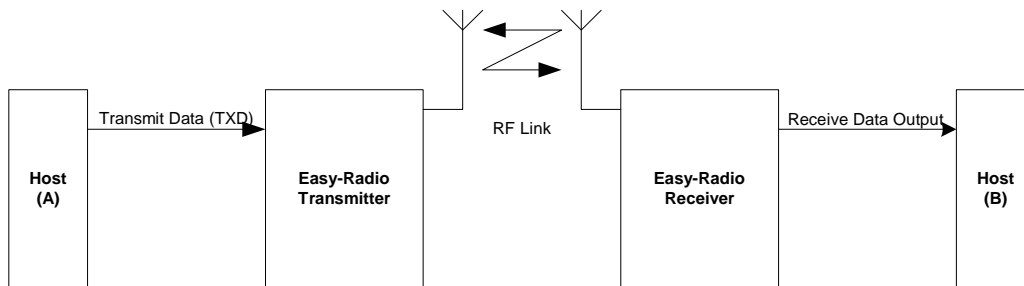 Transmit Data (TXD)
RF Link
Receive Data Output
Host
(A)
Easy-Radio
Transmitter
Easy-Radio
Receiver
Host
(B)